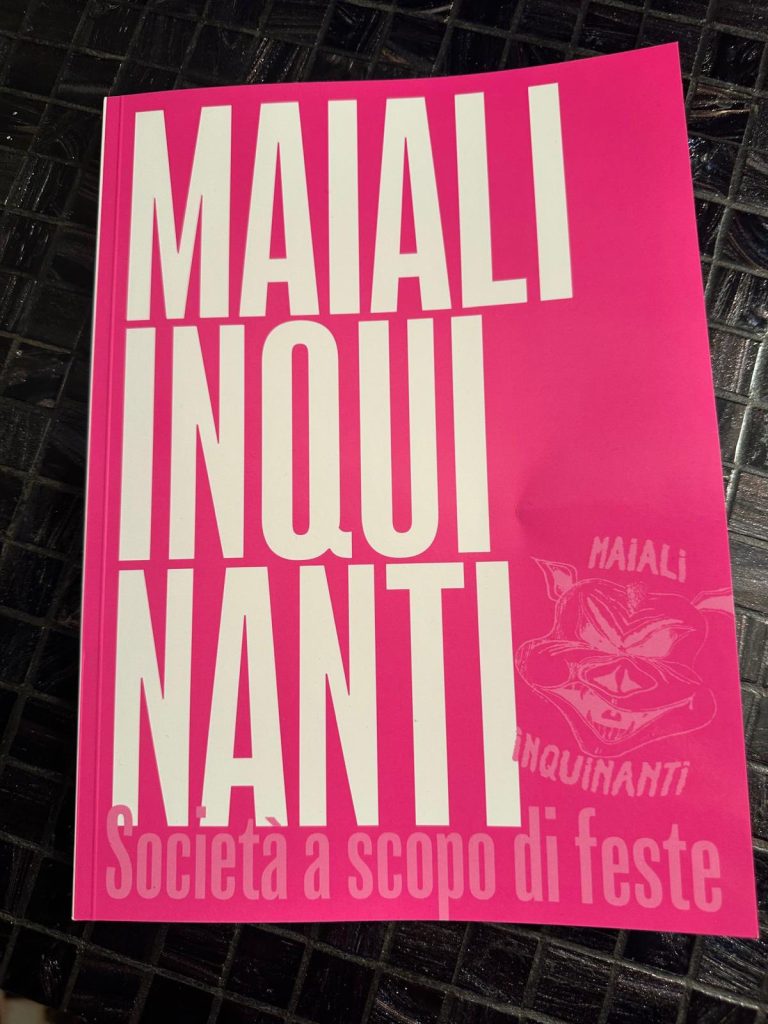 MAIALI
INQUI
NANTI
MAiALi
iNQUiNANTi
Società a scopo di feste